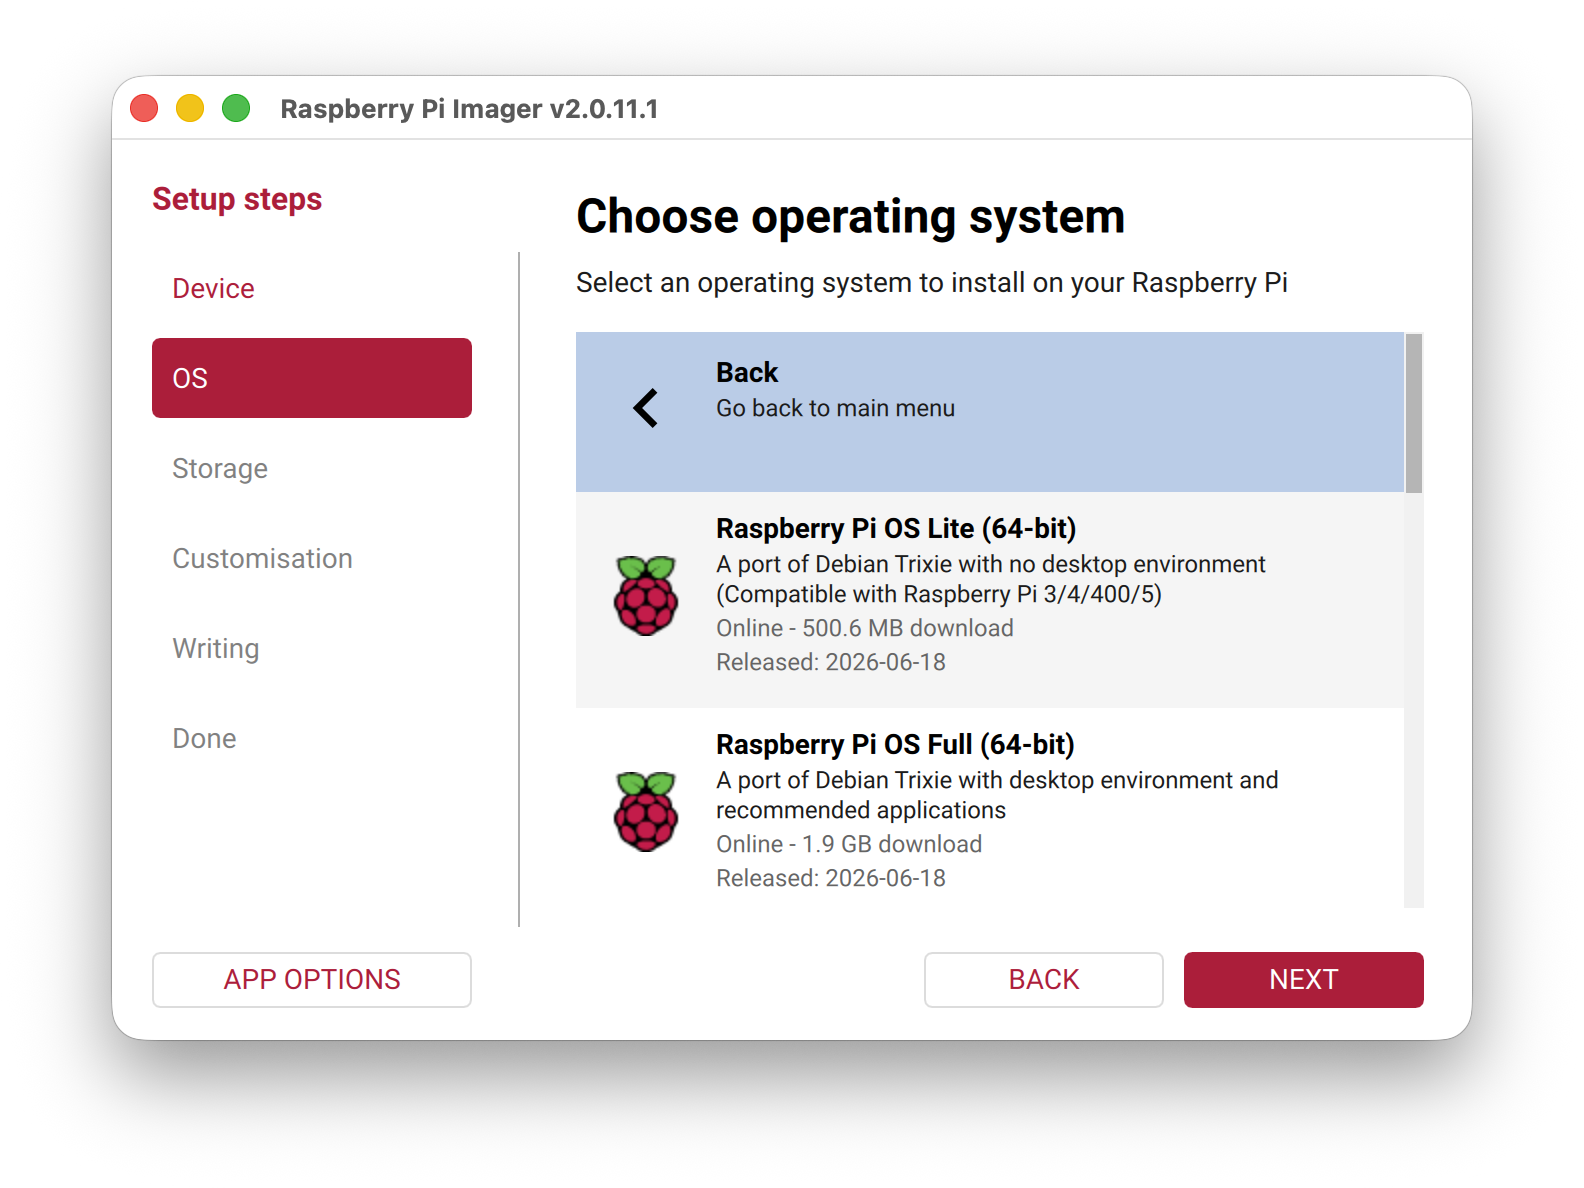 Raspberry Pi Imager v2.0.11.1
Setup steps
Device
OS
Storage
Customisation
Writing
Done
APP OPTIONS
Choose operating system
Select an operating system to install on your Raspberry Pi
Back
Go back to main menu
Raspberry Pi OS Lite (64-bit)
A port of Debian Trixie with no desktop environment
(Compatible with Raspberry Pi 3/4/400/5)
Online - 500.6 MB download
Released: 2026-06-18
Raspberry Pi OS Full (64-bit)
A port of Debian Trixie with desktop environment and
recommended applications
Online - 1.9 GB download
Released: 2026-06-18
BACK
NEXT